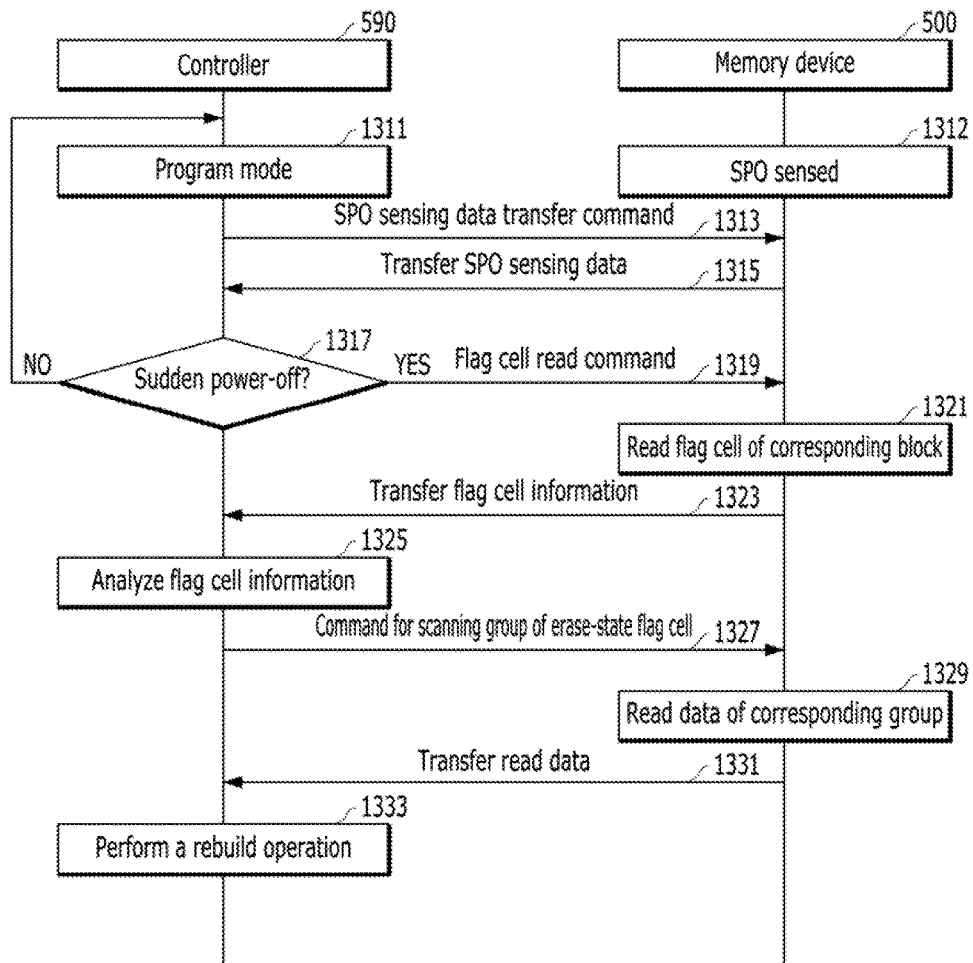 590
500
Controller
Memory device
1311
1312
Program mode
SPO sensed
SPO sensing data transfer command
1313
Transfer SPO sensing data
1315
1317
NO
Sudden power-off?
YES
Flag cell read command
1319
1321
Read flag cell of corresponding block
Transfer flag cell information
1323
1325
Analyze flag cell information
Command for scanning group of erase-state flag cell
1327
1329
Read data of corresponding group
Transfer read data
1331
1333
Perform a rebuild operation